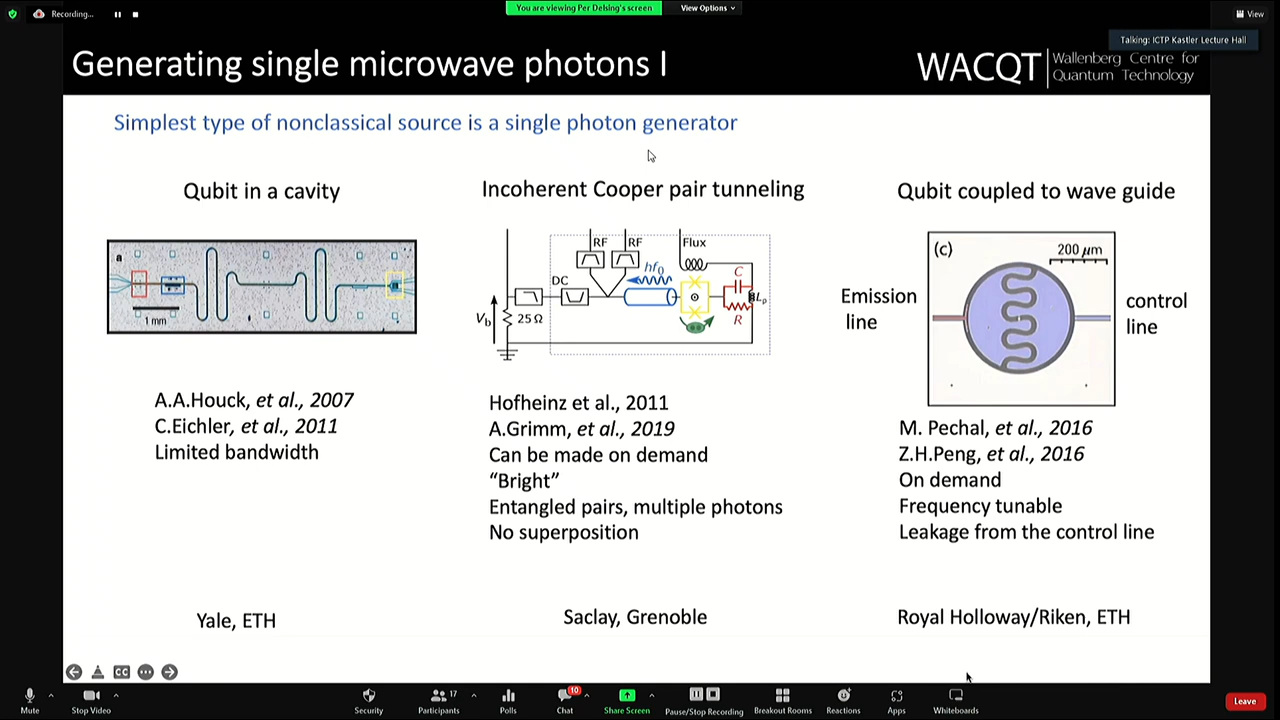 Recording...
You are viewing Per Delsing's screen
View Options
View
Talking: ICTP Kastler Lecture Hall
Generating single microwave photons I
WACQT
Wallenberg Centre for
Quantum Technology
Simplest type of nonclassical source is a single photon generator
Qubit in a cavity
a
1 mm
A.A.Houck, et al., 2007
C.Eichler, et al., 2011
Limited bandwidth
Yale, ETH
Incoherent Cooper pair tunneling
RF
RF
Flux
DC
hf0
C
Lp
Vb
25 Ω
R
Hofheinz et al., 2011
A.Grimm, et al., 2019
Can be made on demand
“Bright”
Entangled pairs, multiple photons
No superposition
Saclay, Grenoble
Qubit coupled to wave guide
(c)
200 μm
Emission
line
control
line
M. Pechal, et al., 2016
Z.H.Peng, et al., 2016
On demand
Frequency tunable
Leakage from the control line
Royal Holloway/Riken, ETH
CC
Mute
Stop Video
Security
17
Participants
Polls
10
Chat
Share Screen
Pause/Stop Recording
Breakout Rooms
Reactions
Apps
Whiteboards
Leave